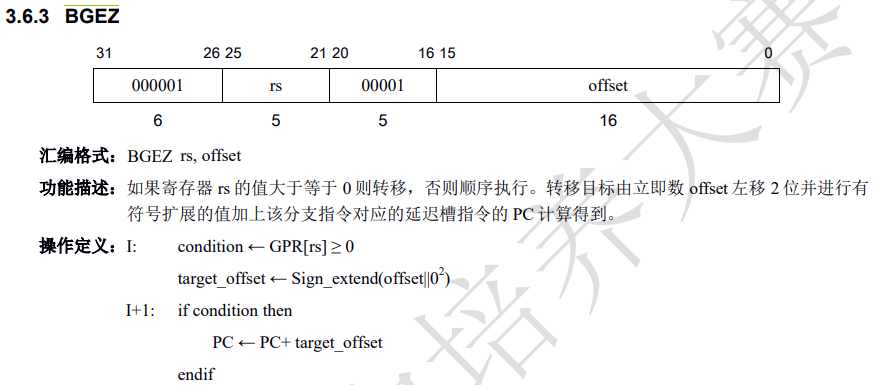 3.6.3 BGEZ
31 26 25 21 20 16 15 0
000001 rs 00001 offset
6 5 5 16
汇编格式：BGEZ rs, offset
功能描述：如果寄存器 rs 的值大于等于 0 则转移，否则顺序执行。转移目标由立即数 offset 左移 2 位并进行有
符号扩展的值加上该分支指令对应的延迟槽指令的 PC 计算得到。
操作定义：I: condition ← GPR[rs] ≥ 0
target_offset ← Sign_extend(offset||0²)
I+1: if condition then
PC ← PC+ target_offset
endif
培养大赛